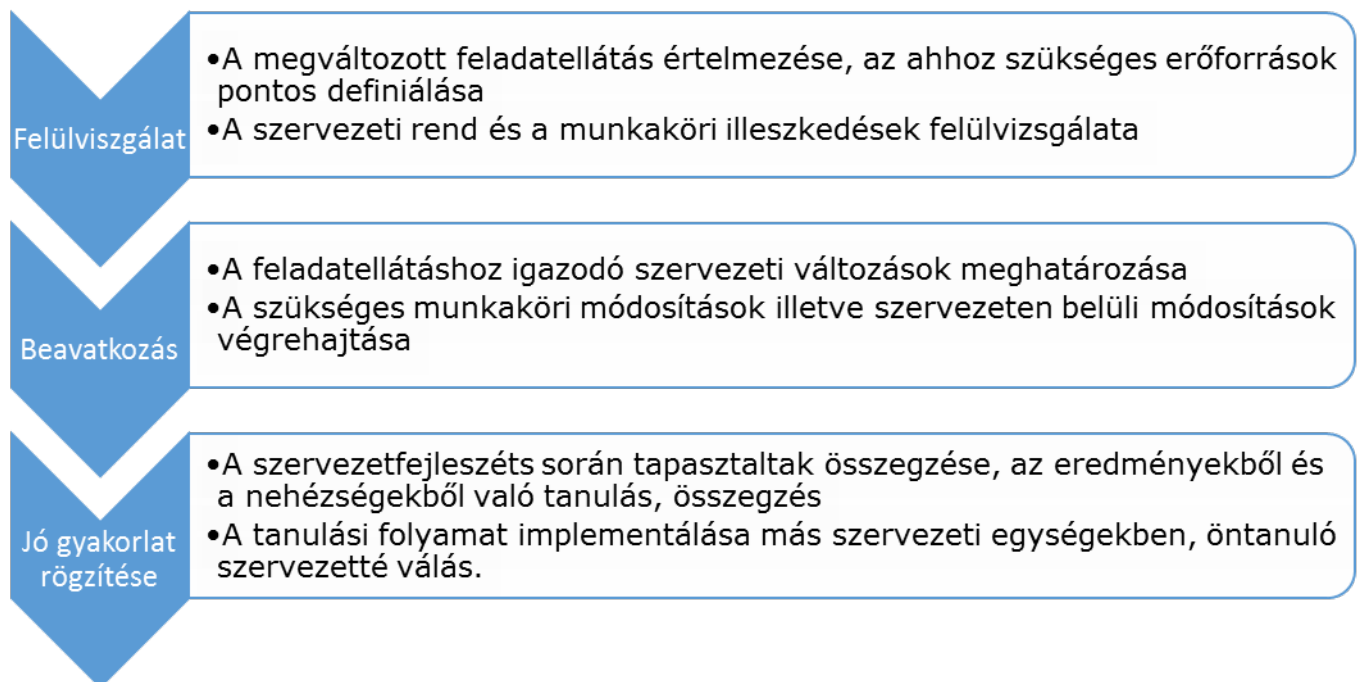 Felülviszgálat
•A megváltozott feladatellátás értelmezése, az ahhoz szükséges erőforrások
pontos definiálása
•A szervezeti rend és a munkaköri illeszkedések felülvizsgálata
Beavatkozás
•A feladatellátáshoz igazodó szervezeti változások meghatározása
•A szükséges munkaköri módosítások illetve szervezeten belüli módosítások
végrehajtása
Jó gyakorlat
rögzítése
•A szervezetfejleszéts során tapasztaltak összegzése, az eredményekből és
a nehézségekből való tanulás, összegzés
•A tanulási folyamat implementálása más szervezeti egységekben, öntanuló
szervezetté válás.